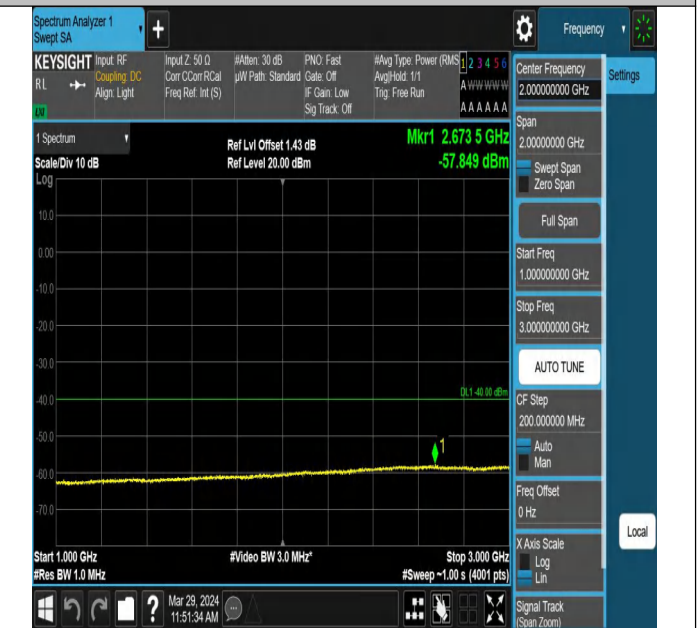 Spectrum Analyzer 1
Swept SA
+
Frequency
KEYSIGHT
RL
Input: RF
Coupling: DC
Align: Light
Input Z: 50 Ω
Corr CCorr RCal
Freq Ref: Int (S)
#Atten: 30 dB
µW Path: Standard
PNO: Fast
Gate: Off
IF Gain: Low
Sig Track: Off
#Avg Type: Power (RMS
Avg|Hold: 1/1
Trig: Free Run
1 2 3 4 5 6
A W W W W W
A A A A A A
Center Frequency
2.000000000 GHz
Settings
Span
2.00000000 GHz
Swept Span
Zero Span
Full Span
Start Freq
1.000000000 GHz
Stop Freq
3.000000000 GHz
AUTO TUNE
CF Step
200.000000 MHz
Auto
Man
Freq Offset
0 Hz
X Axis Scale
Log
Lin
Signal Track
(Span Zoom)
Local
1 Spectrum
Scale/Div 10 dB
Log
Ref Lvl Offset 1.43 dB
Ref Level 20.00 dBm
Mkr1 2.673 5 GHz
-57.849 dBm
10.0
0.00
-10.0
-20.0
-30.0
-40.0
-50.0
-60.0
-70.0
DL1 -40.00 dBm
1
Start 1.000 GHz
#Res BW 1.0 MHz
#Video BW 3.0 MHz*
Stop 3.000 GHz
#Sweep ~1.00 s (4001 pts)
?
Mar 29, 2024
11:51:34 AM